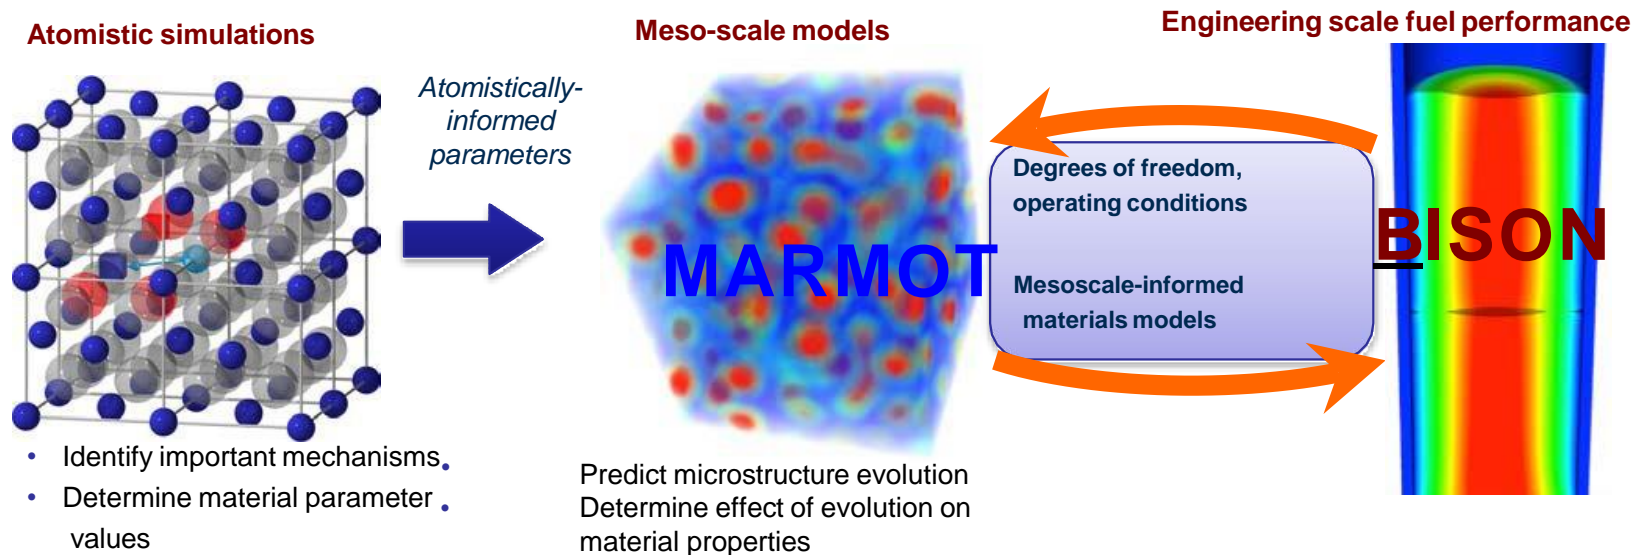 Atomistic simulations
Atomistically-
informed
parameters
• Identify important mechanisms
• Determine material parameter
values
Meso-scale models
MARMOT
• Predict microstructure evolution
• Determine effect of evolution on
material properties
Degrees of freedom,
operating conditions
Mesoscale-informed
materials models
Engineering scale fuel performance
BISON